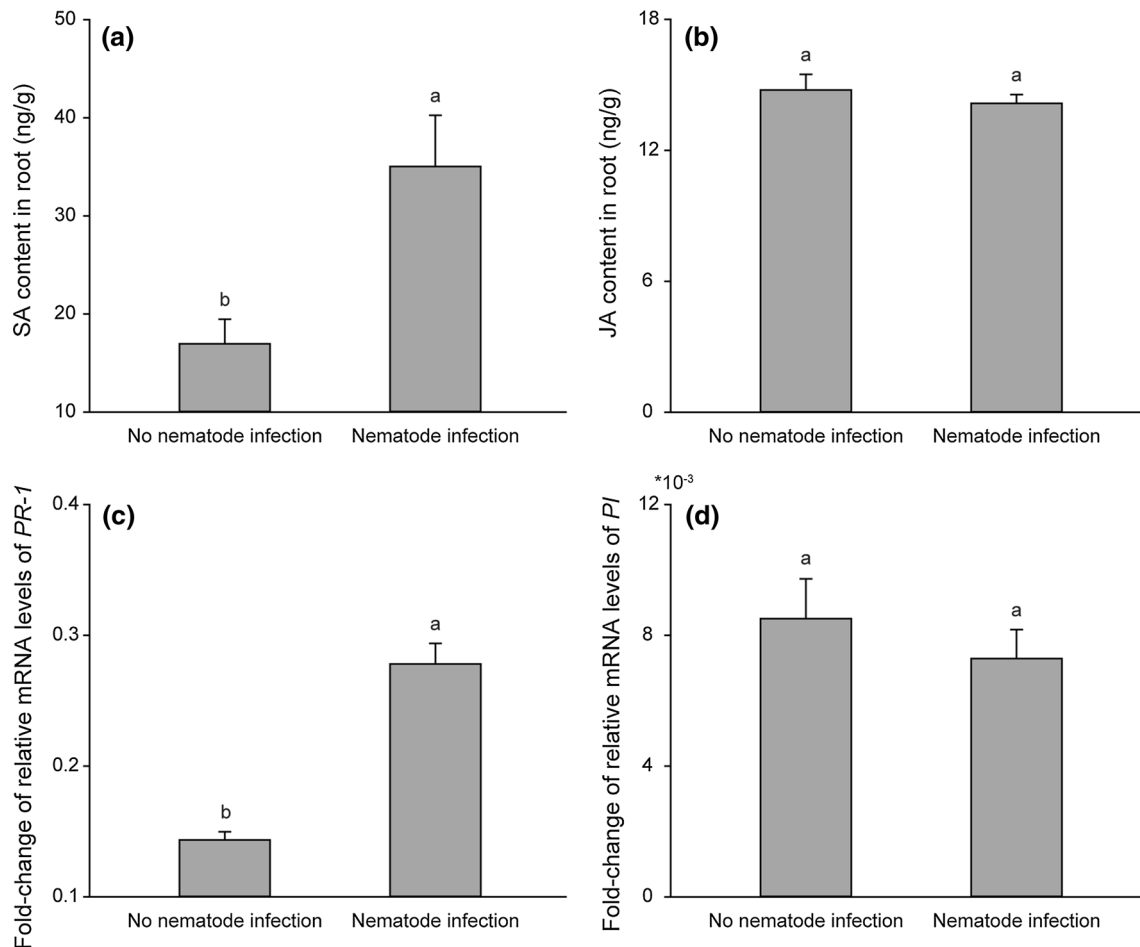 (a)
SA content in root (ng/g)
50
40
30
20
10
b
a
No nematode infection
Nematode infection
(b)
JA content in root (ng/g)
18
12
6
0
a
a
No nematode infection
Nematode infection
(c)
Fold-change of relative mRNA levels of PR-1
0.4
0.3
0.2
0.1
b
a
No nematode infection
Nematode infection
(d)
Fold-change of relative mRNA levels of PI
*10-3
12
8
4
0
a
a
No nematode infection
Nematode infection